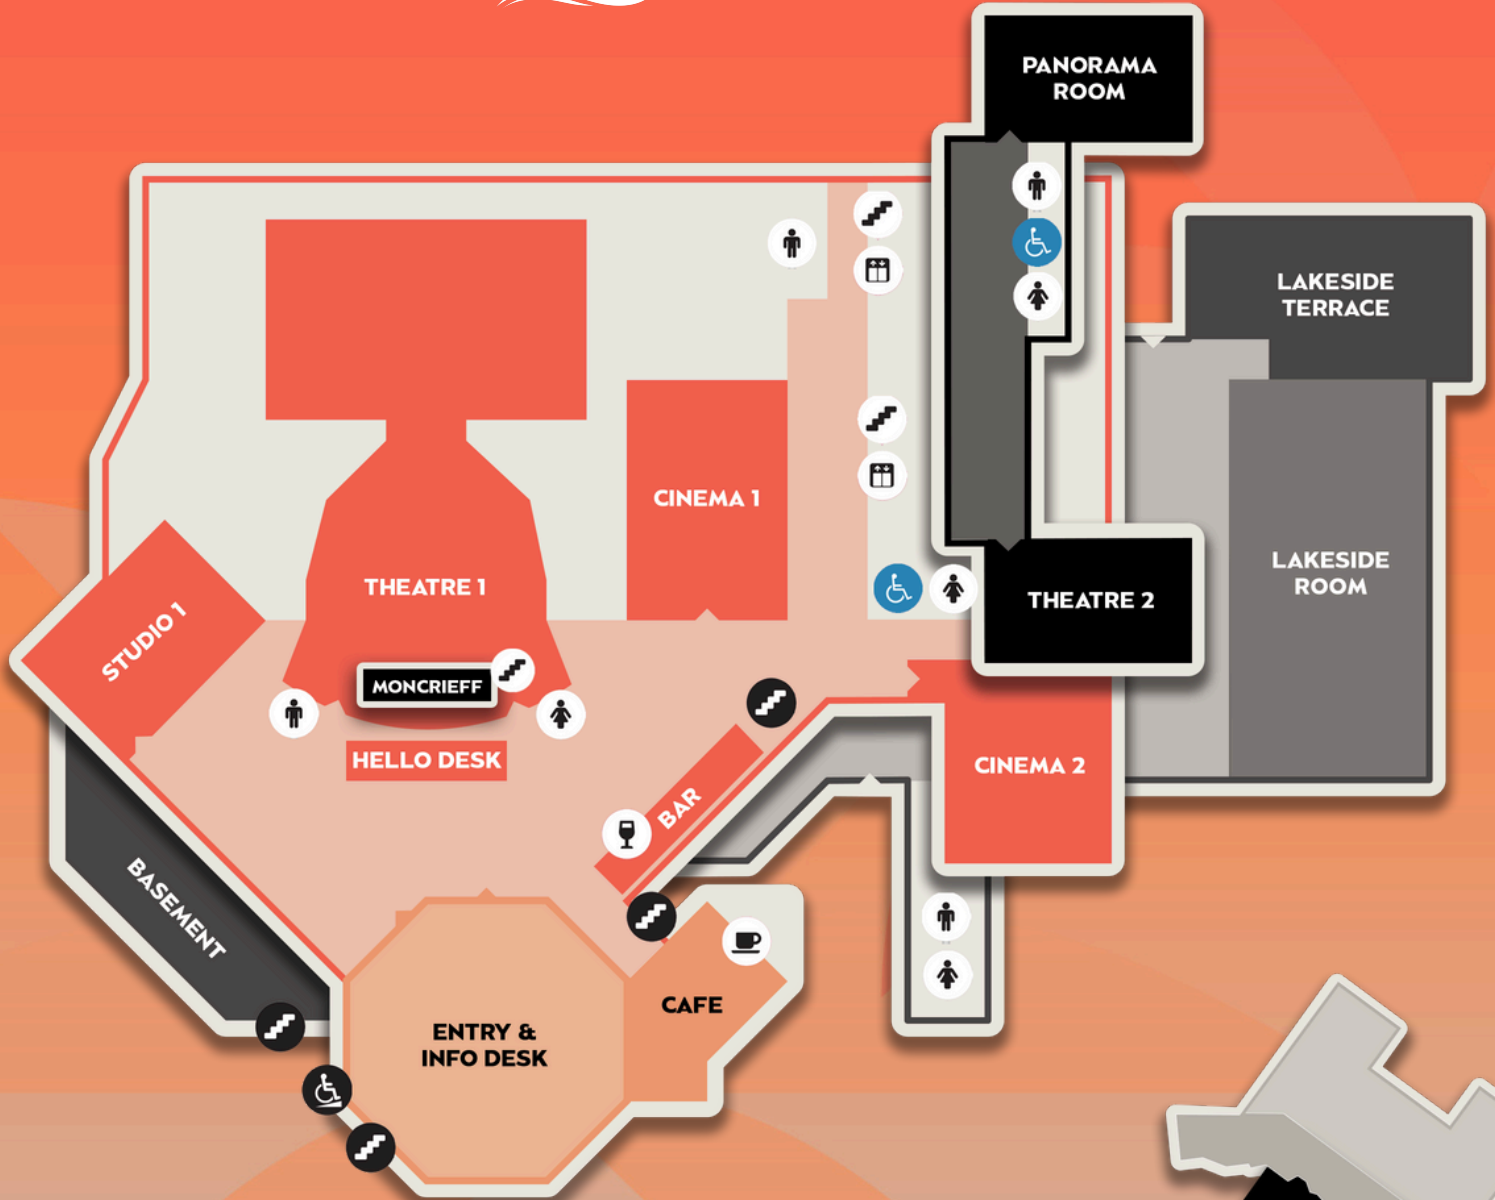 PANORAMA
ROOM
LAKESIDE
TERRACE
CINEMA 1
THEATRE 1
LAKESIDE
ROOM
THEATRE 2
STUDIO 1
MONCRIEFF
HELLO DESK
CINEMA 2
BAR
BASEMENT
CAFE
ENTRY &
INFO DESK